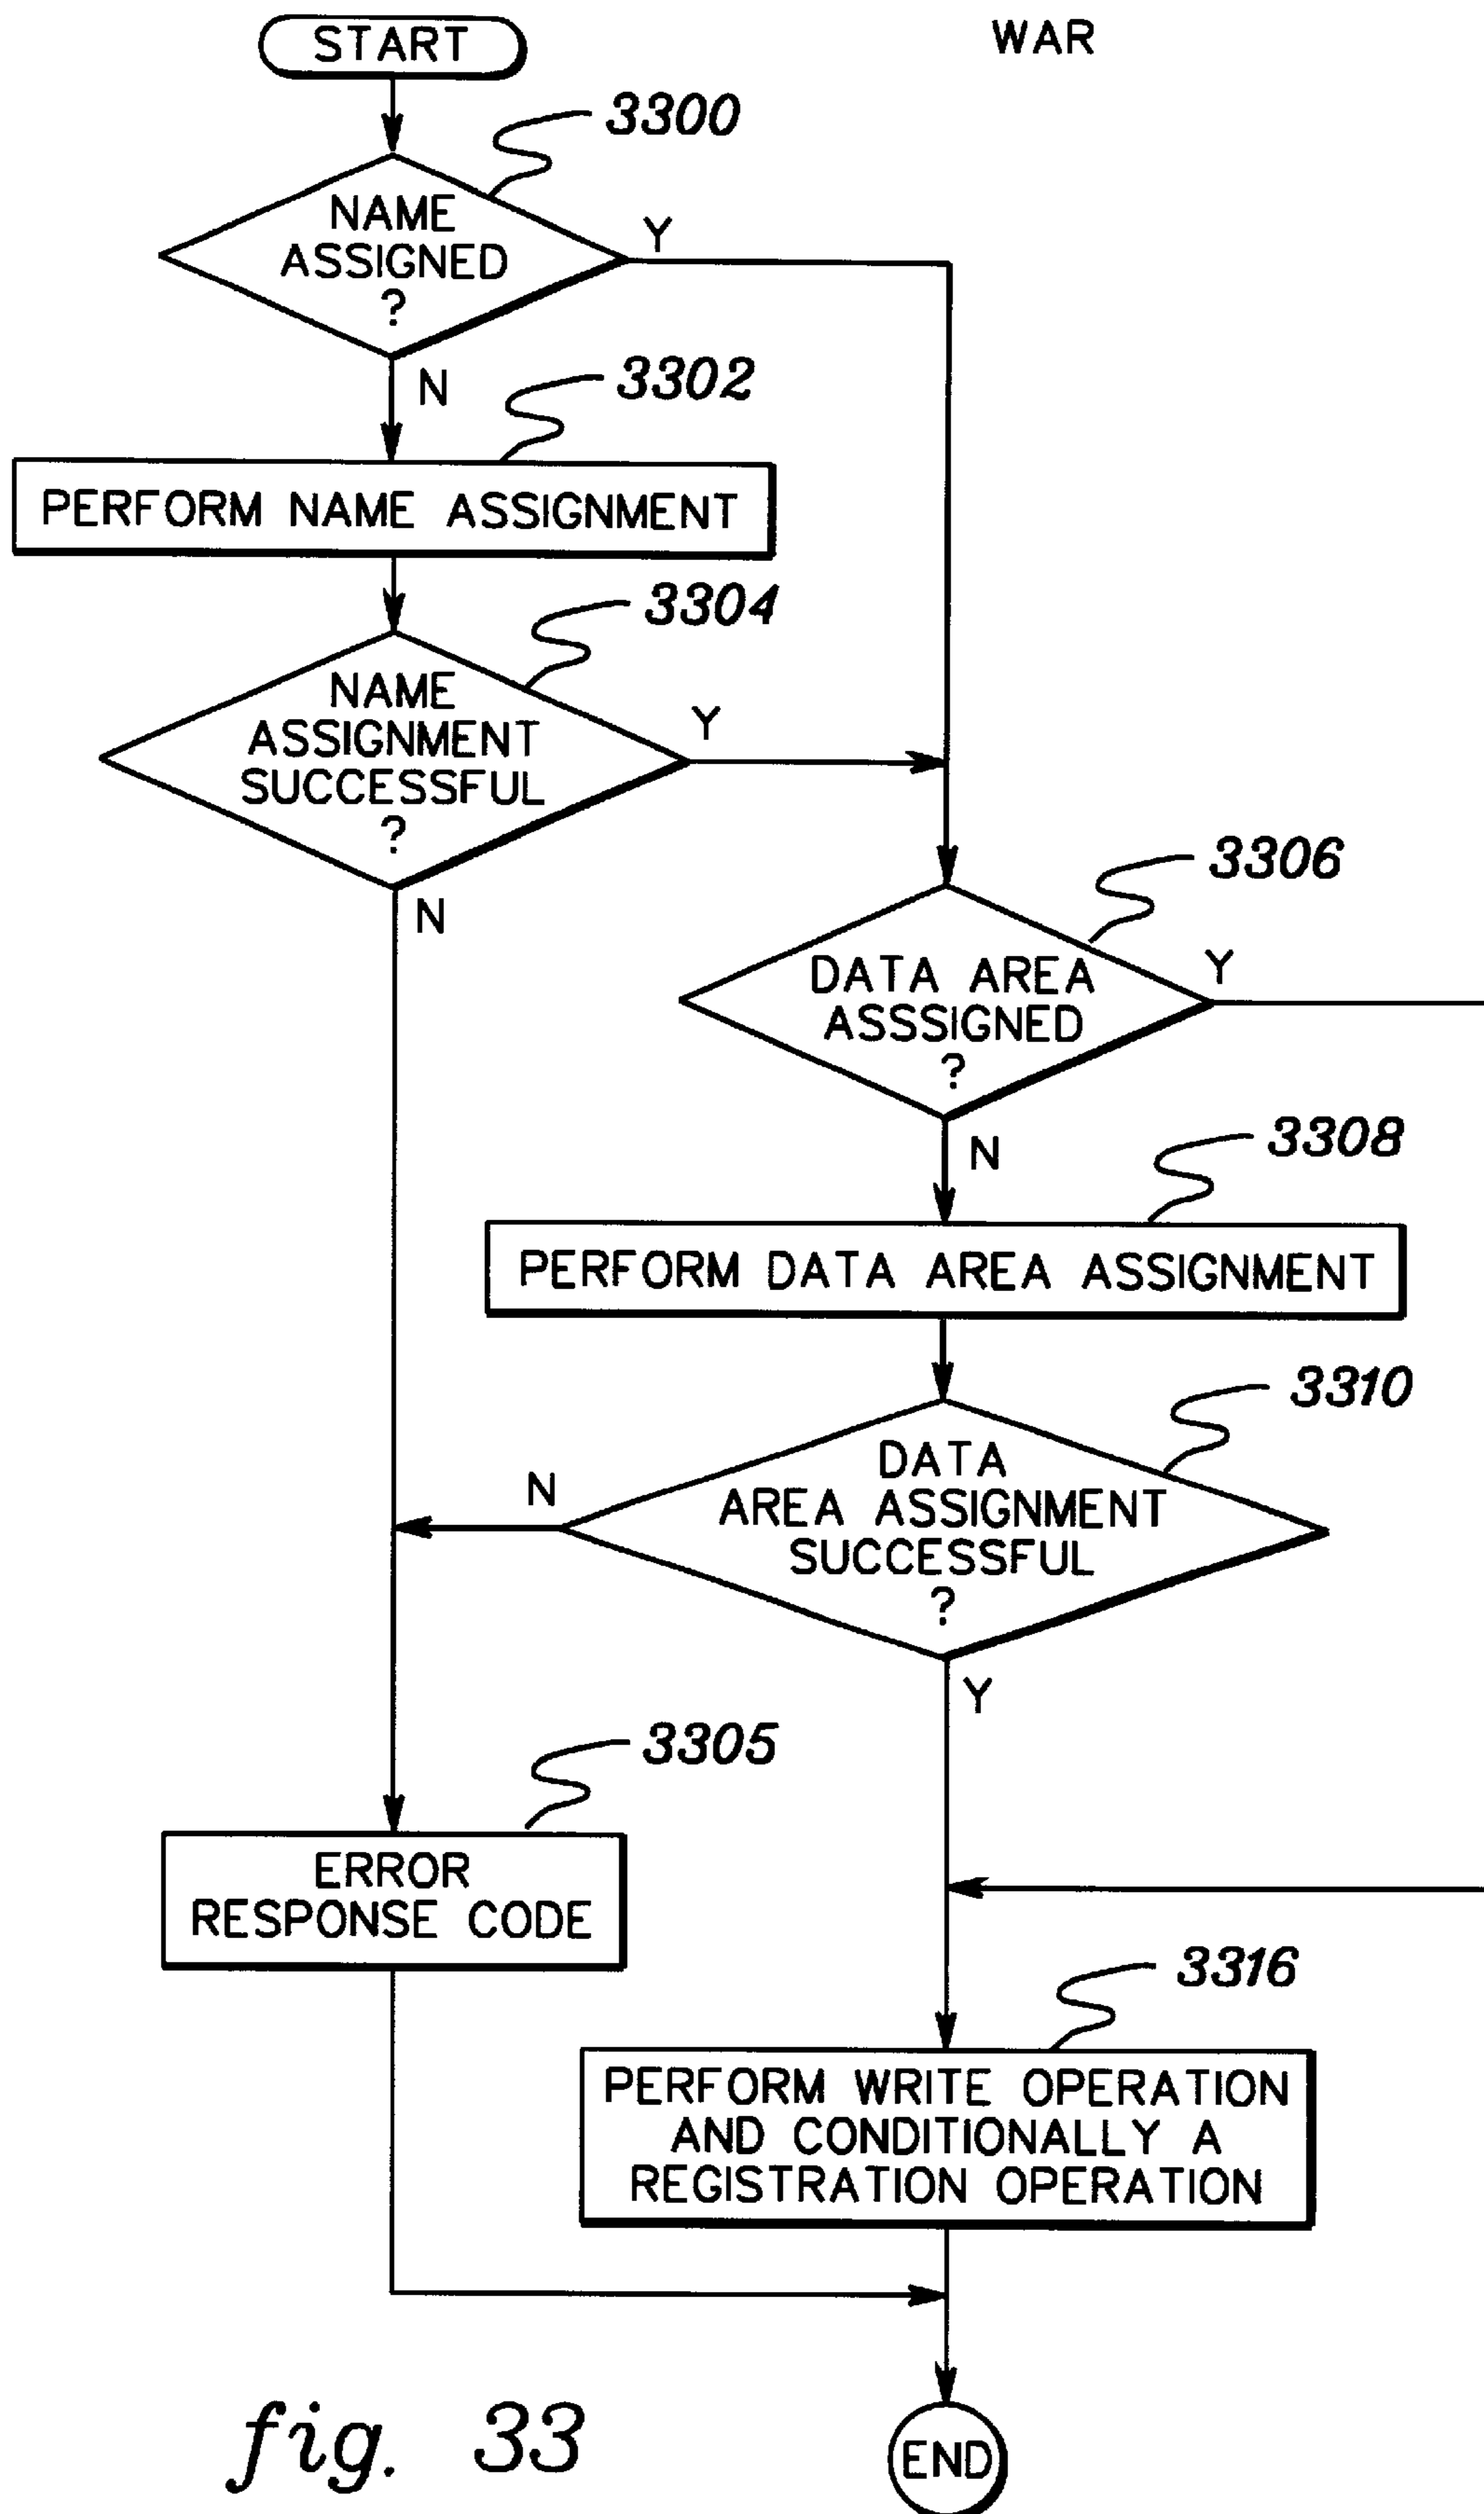 START
WAR
3300
NAME
ASSIGNED
?
Y
N
3302
PERFORM NAME ASSIGNMENT
3304
NAME
ASSIGNMENT
SUCCESSFUL
?
Y
N
3306
DATA AREA
ASSSIGNED
?
Y
N
3308
PERFORM DATA AREA ASSIGNMENT
3310
DATA
AREA ASSIGNMENT
SUCCESSFUL
?
N
Y
3305
ERROR
RESPONSE CODE
3316
PERFORM WRITE OPERATION
AND CONDITIONALLY A
REGISTRATION OPERATION
END
fig. 33